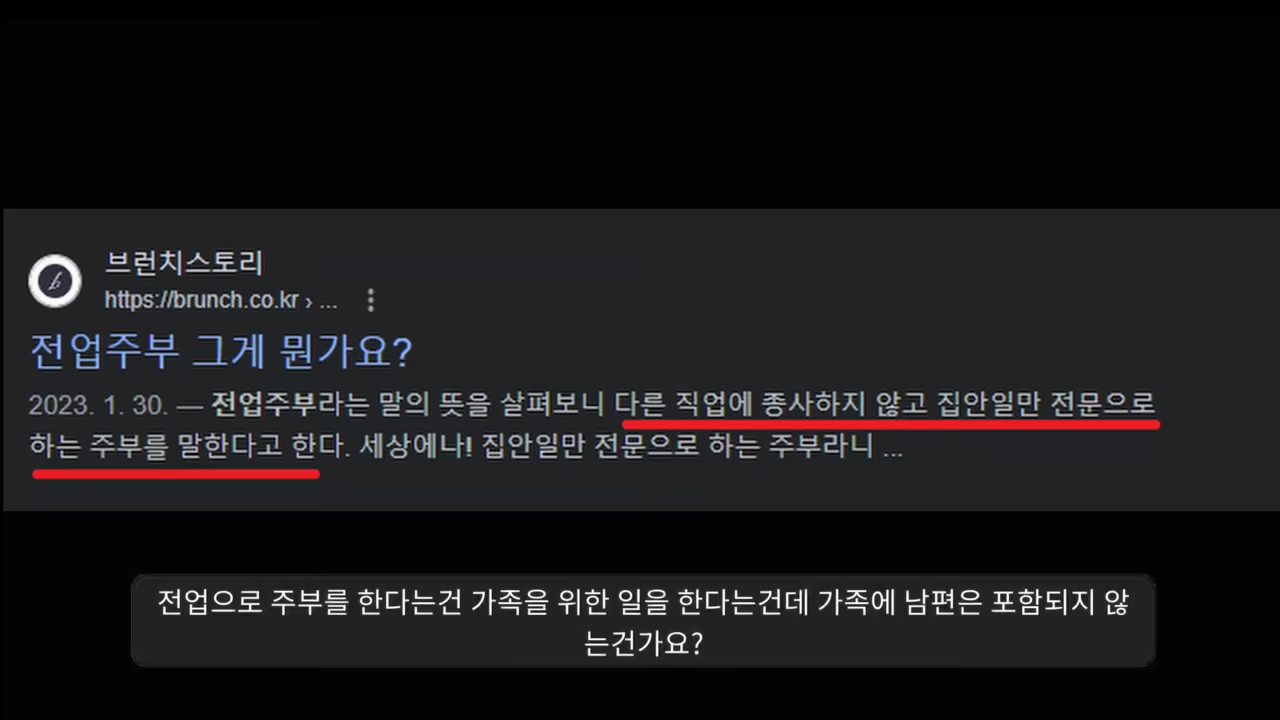 브런치스토리
https://brunch.co.kr › ...
전업주부 그게 뭔가요?
2023. 1. 30. — 전업주부라는 말의 뜻을 살펴보니 다른 직업에 종사하지 않고 집안일만 전문으로
하는 주부를 말한다고 한다. 세상에나! 집안일만 전문으로 하는 주부라니 ...
전업으로 주부를 한다는건 가족을 위한 일을 한다는건데 가족에 남편은 포함되지 않
는건가요?